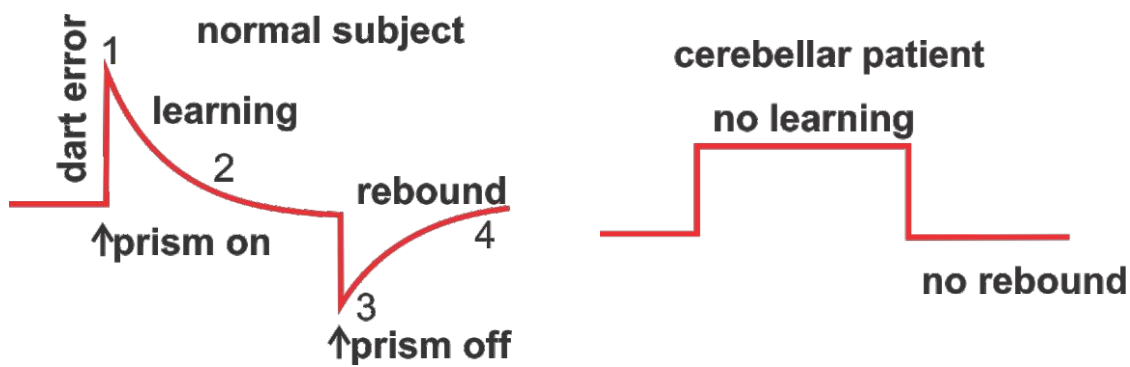 normal subject
dart error
1
learning
2
rebound
4
↑prism on
3
↑prism off
cerebellar patient
no learning
no rebound